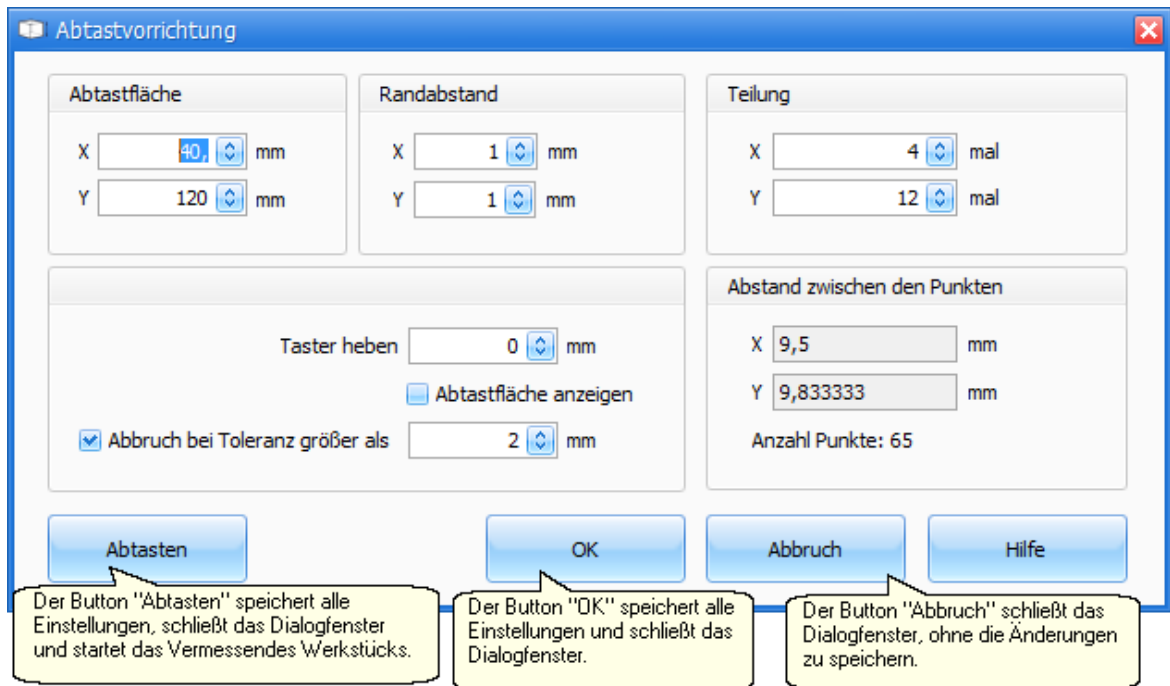 Abtastvorrichtung
Abtastfläche
Randabstand
Teilung
X 40, mm
X 1 mm
X 4 mal
Y 120 mm
Y 1 mm
Y 12 mal
Abstand zwischen den Punkten
Taster heben 0 mm
X 9,5 mm
Abtastfläche anzeigen
Y 9,833333 mm
Abbruch bei Toleranz größer als 2 mm
Anzahl Punkte: 65
Abtasten
OK
Abbruch
Hilfe
Der Button "Abtasten" speichert alle
Einstellungen, schließt das Dialogfenster
und startet das Vermessendes Werkstücks.
Der Button "OK" speichert alle
Einstellungen und schließt das
Dialogfenster.
Der Button "Abbruch" schließt das
Dialogfenster, ohne die Änderungen
zu speichern.